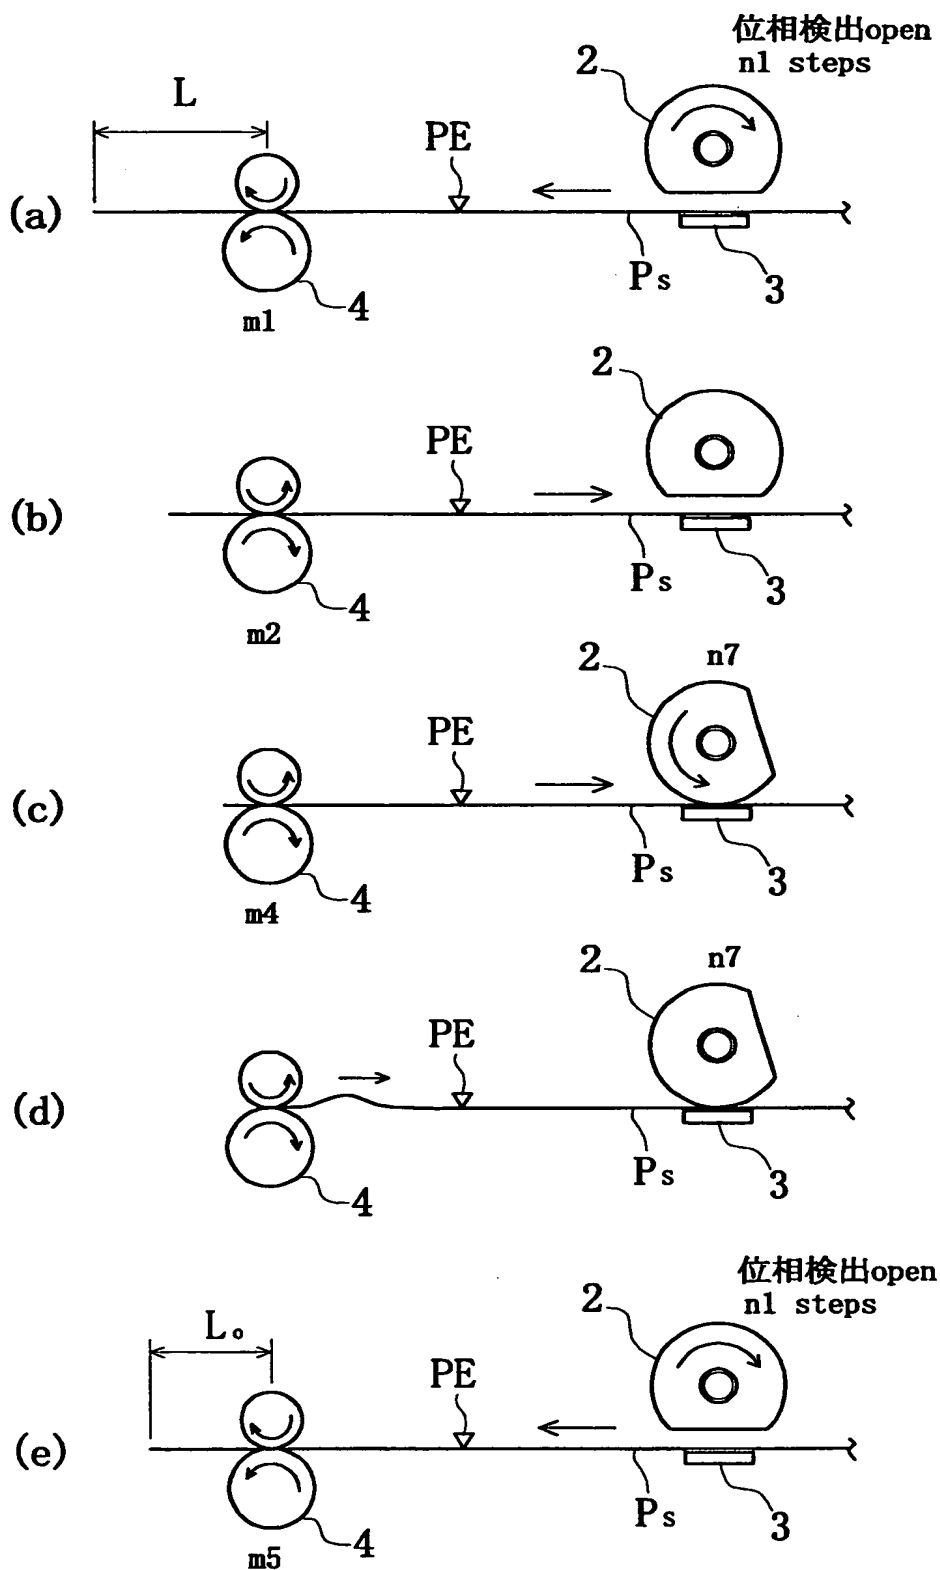 位相検出open
n1 steps
2
L
PE
(a)
Ps
3
4
m1
2
PE
(b)
Ps
3
4
m2
n7
2
PE
(c)
Ps
3
4
m4
n7
2
PE
(d)
Ps
3
4
位相検出open
n1 steps
2
L₀
PE
(e)
Ps
3
4
m5